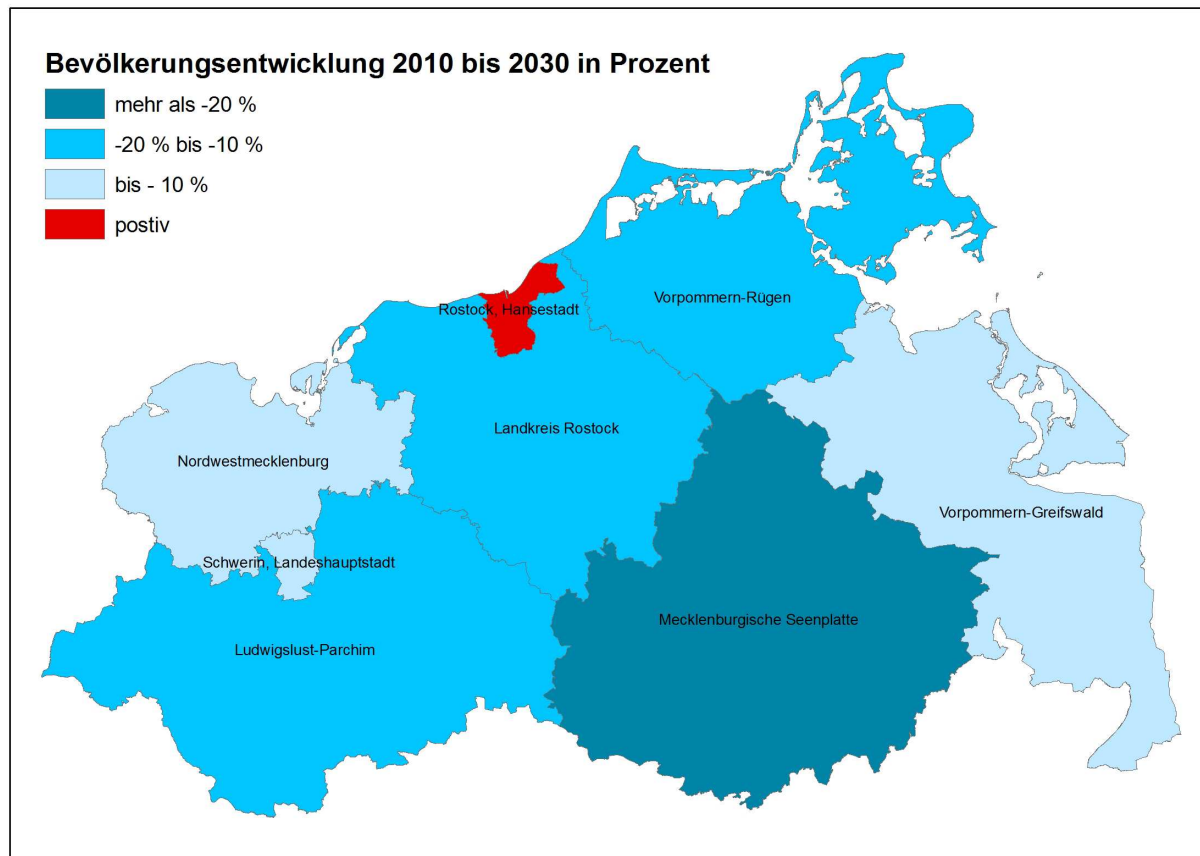 Bevölkerungsentwicklung 2010 bis 2030 in Prozent
mehr als -20 %
-20 % bis -10 %
bis - 10 %
postiv
Vorpommern-Rügen
Rostock, Hansestadt
Landkreis Rostock
Nordwestmecklenburg
Vorpommern-Greifswald
Schwerin, Landeshauptstadt
Mecklenburgische Seenplatte
Ludwigslust-Parchim